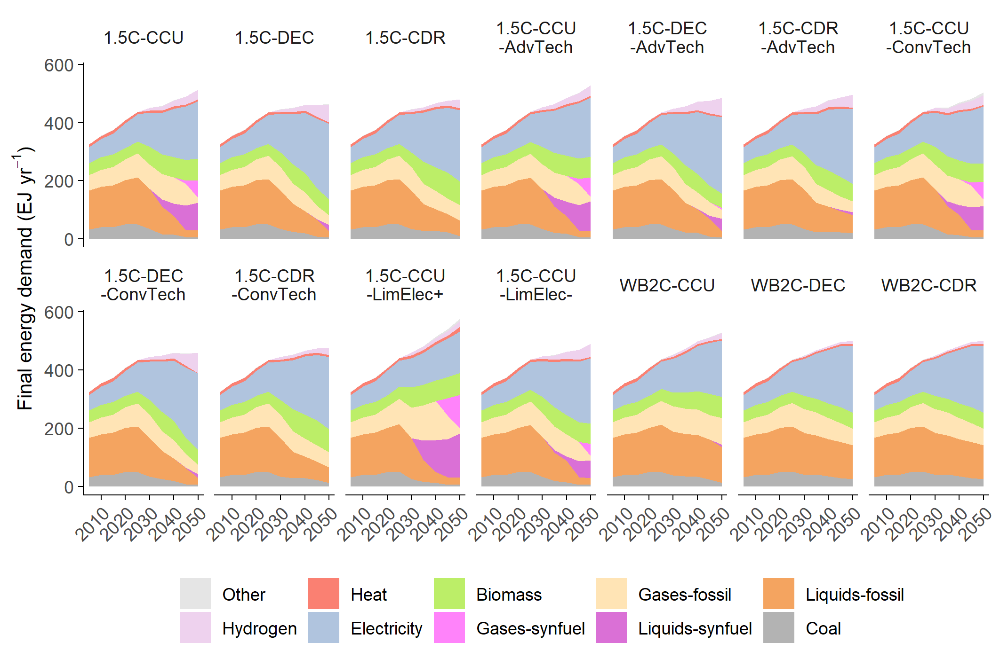 1.5C-CCU
1.5C-DEC
1.5C-CDR
1.5C-CCU
-AdvTech
1.5C-DEC
-AdvTech
1.5C-CDR
-AdvTech
1.5C-CCU
-ConvTech
600
400
200
0
Final energy demand (EJ yr⁻¹)
1.5C-DEC
-ConvTech
1.5C-CDR
-ConvTech
1.5C-CCU
-LimElec+
1.5C-CCU
-LimElec-
WB2C-CCU
WB2C-DEC
WB2C-CDR
600
400
200
0
2010 2020 2030 2040 2050
2010 2020 2030 2040 2050
2010 2020 2030 2040 2050
2010 2020 2030 2040 2050
2010 2020 2030 2040 2050
2010 2020 2030 2040 2050
2010 2020 2030 2040 2050
Other Heat Biomass Gases-fossil Liquids-fossil
Hydrogen Electricity Gases-synfuel Liquids-synfuel Coal